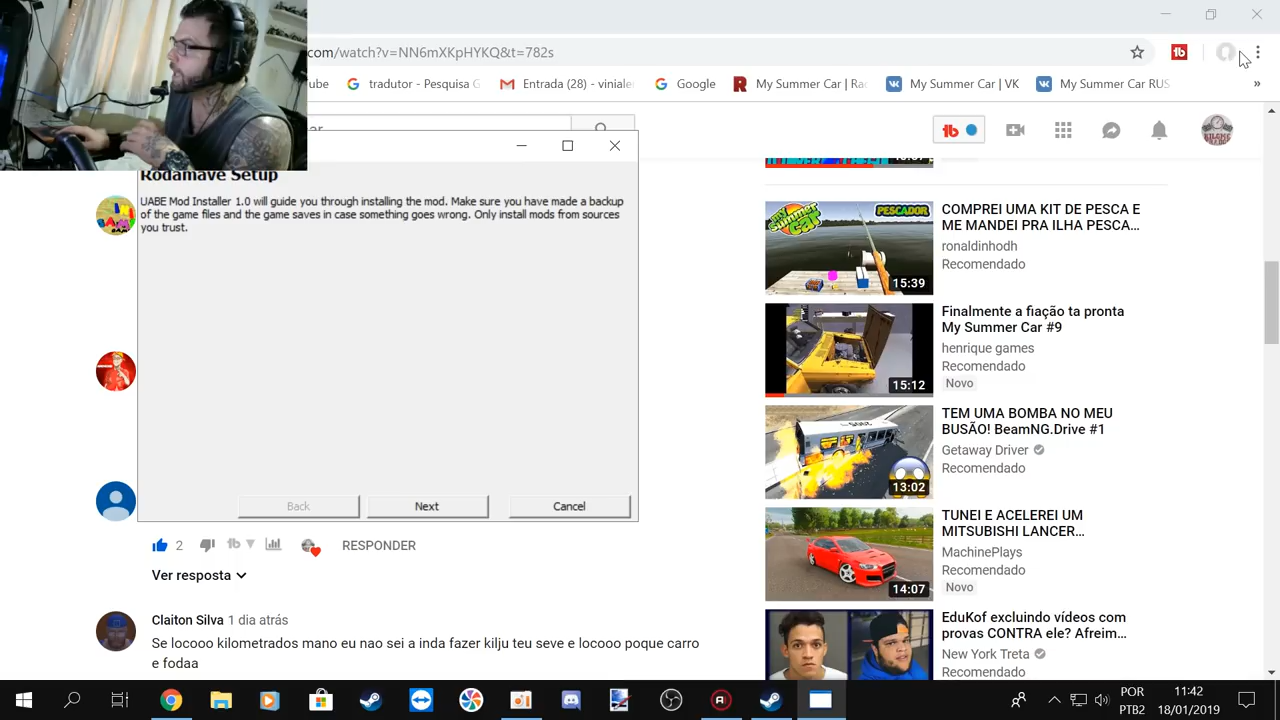 .com/watch?v=NN6mXKpHYKQ&t=782s
tradutor - Pesquisa G
Entrada (28) - vinialer
Google
My Summer Car | Ra
My Summer Car | VK
My Summer Car RUS
»
Rodamave Setup
UABE Mod Installer 1.0 will guide you through installing the mod. Make sure you have made a backup
of the game files and the game saves in case something goes wrong. Only install mods from sources
you trust.
Back
Next
Cancel
2
RESPONDER
Ver resposta
Claiton Silva 1 dia atrás
Se locooo kilometrados mano eu nao sei a inda fazer kilju teu seve e locooo poque carro
e fodaa
my Summer Car
PESCADOR
15:39
COMPREI UMA KIT DE PESCA E
ME MANDEI PRA ILHA PESCA...
ronaldinhodh
Recomendado
15:12
Finalmente a fiação ta pronta
My Summer Car #9
henrique games
Recomendado
Novo
13:02
TEM UMA BOMBA NO MEU
BUSÃO! BeamNG.Drive #1
Getaway Driver
Recomendado
14:07
TUNEI E ACELEREI UM
MITSUBISHI LANCER...
MachinePlays
Recomendado
Novo
EduKof excluindo vídeos com
provas CONTRA ele? Afreim...
New York Treta
Recomendado
POR
PTB2
11:42
18/01/2019